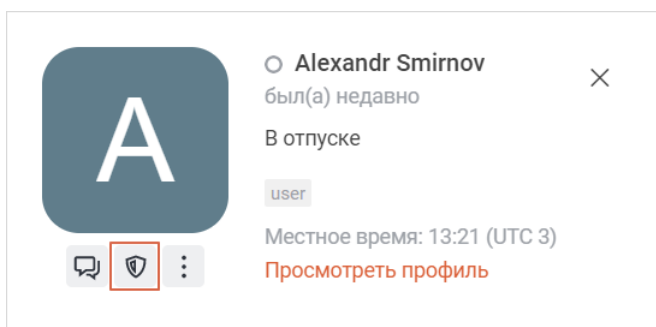 A
Alexandr Smirnov
был(а) недавно
В отпуске
user
Местное время: 13:21 (UTC 3)
Просмотреть профиль